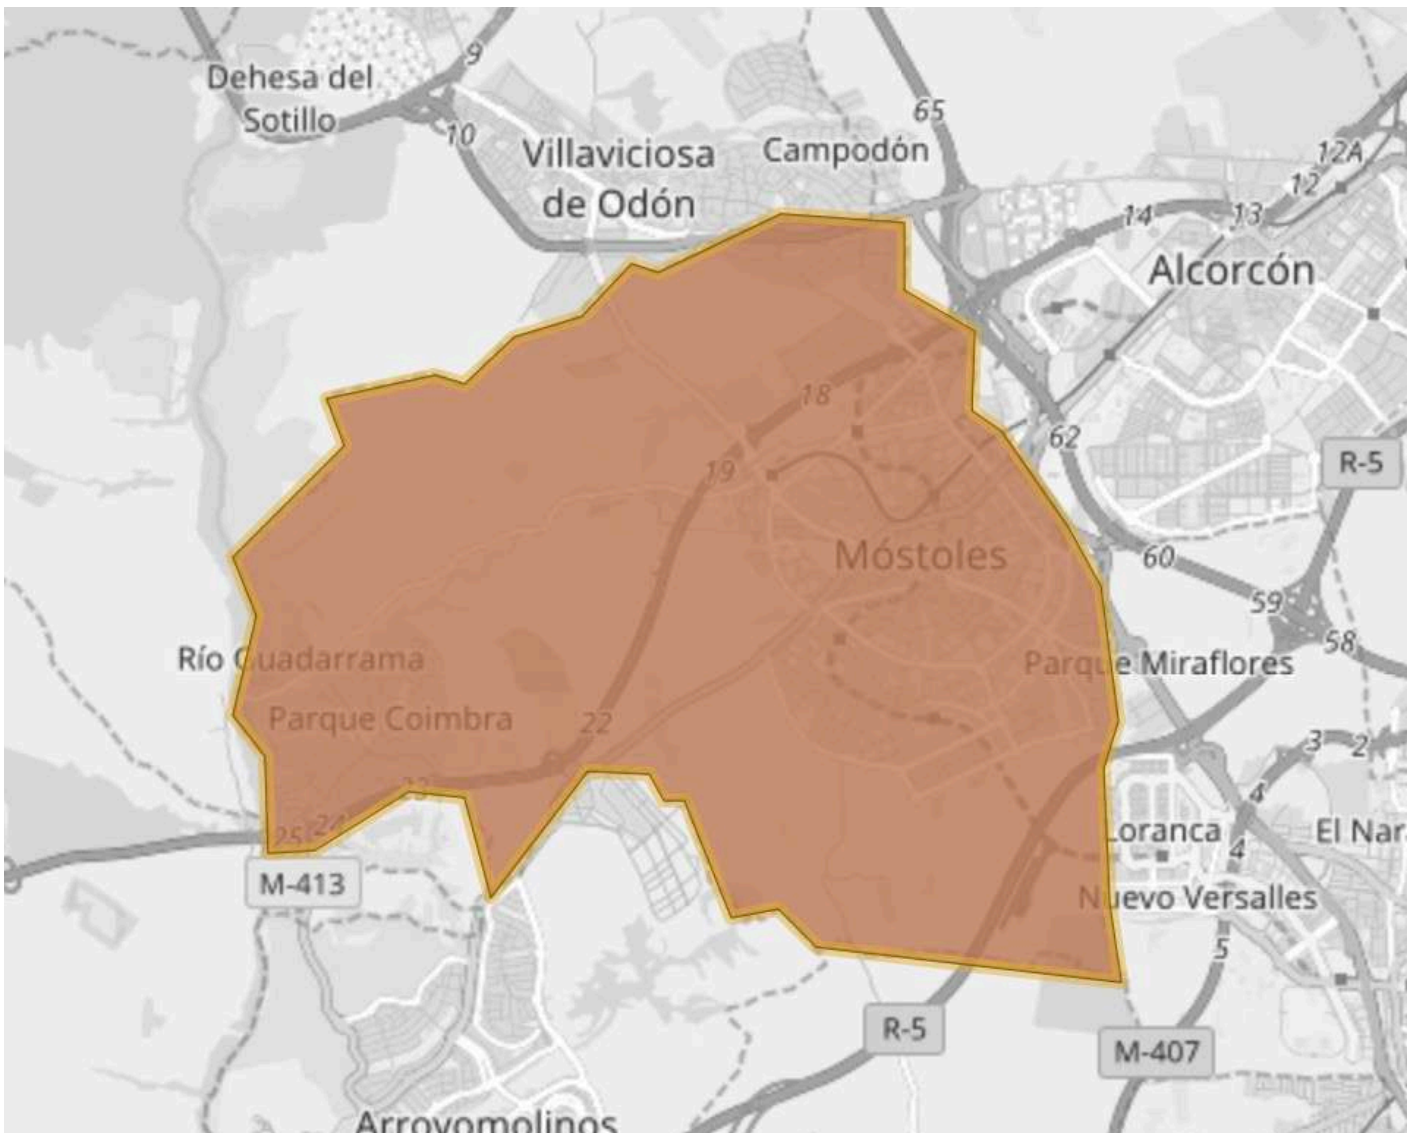 9
Dehesa del
Sotillo
10
65
Villaviciosa
de Odón
Campodón
12A
12
14
13
Alcorcón
18
62
R-5
19
Móstoles
60
59
58
Río Guadarrama
Parque Miraflores
Parque Coimbra
22
3
2
23
4
25
24
Loranca
El Nar
4
M-413
Nuevo Versalles
5
R-5
M-407
Arroyomolinos